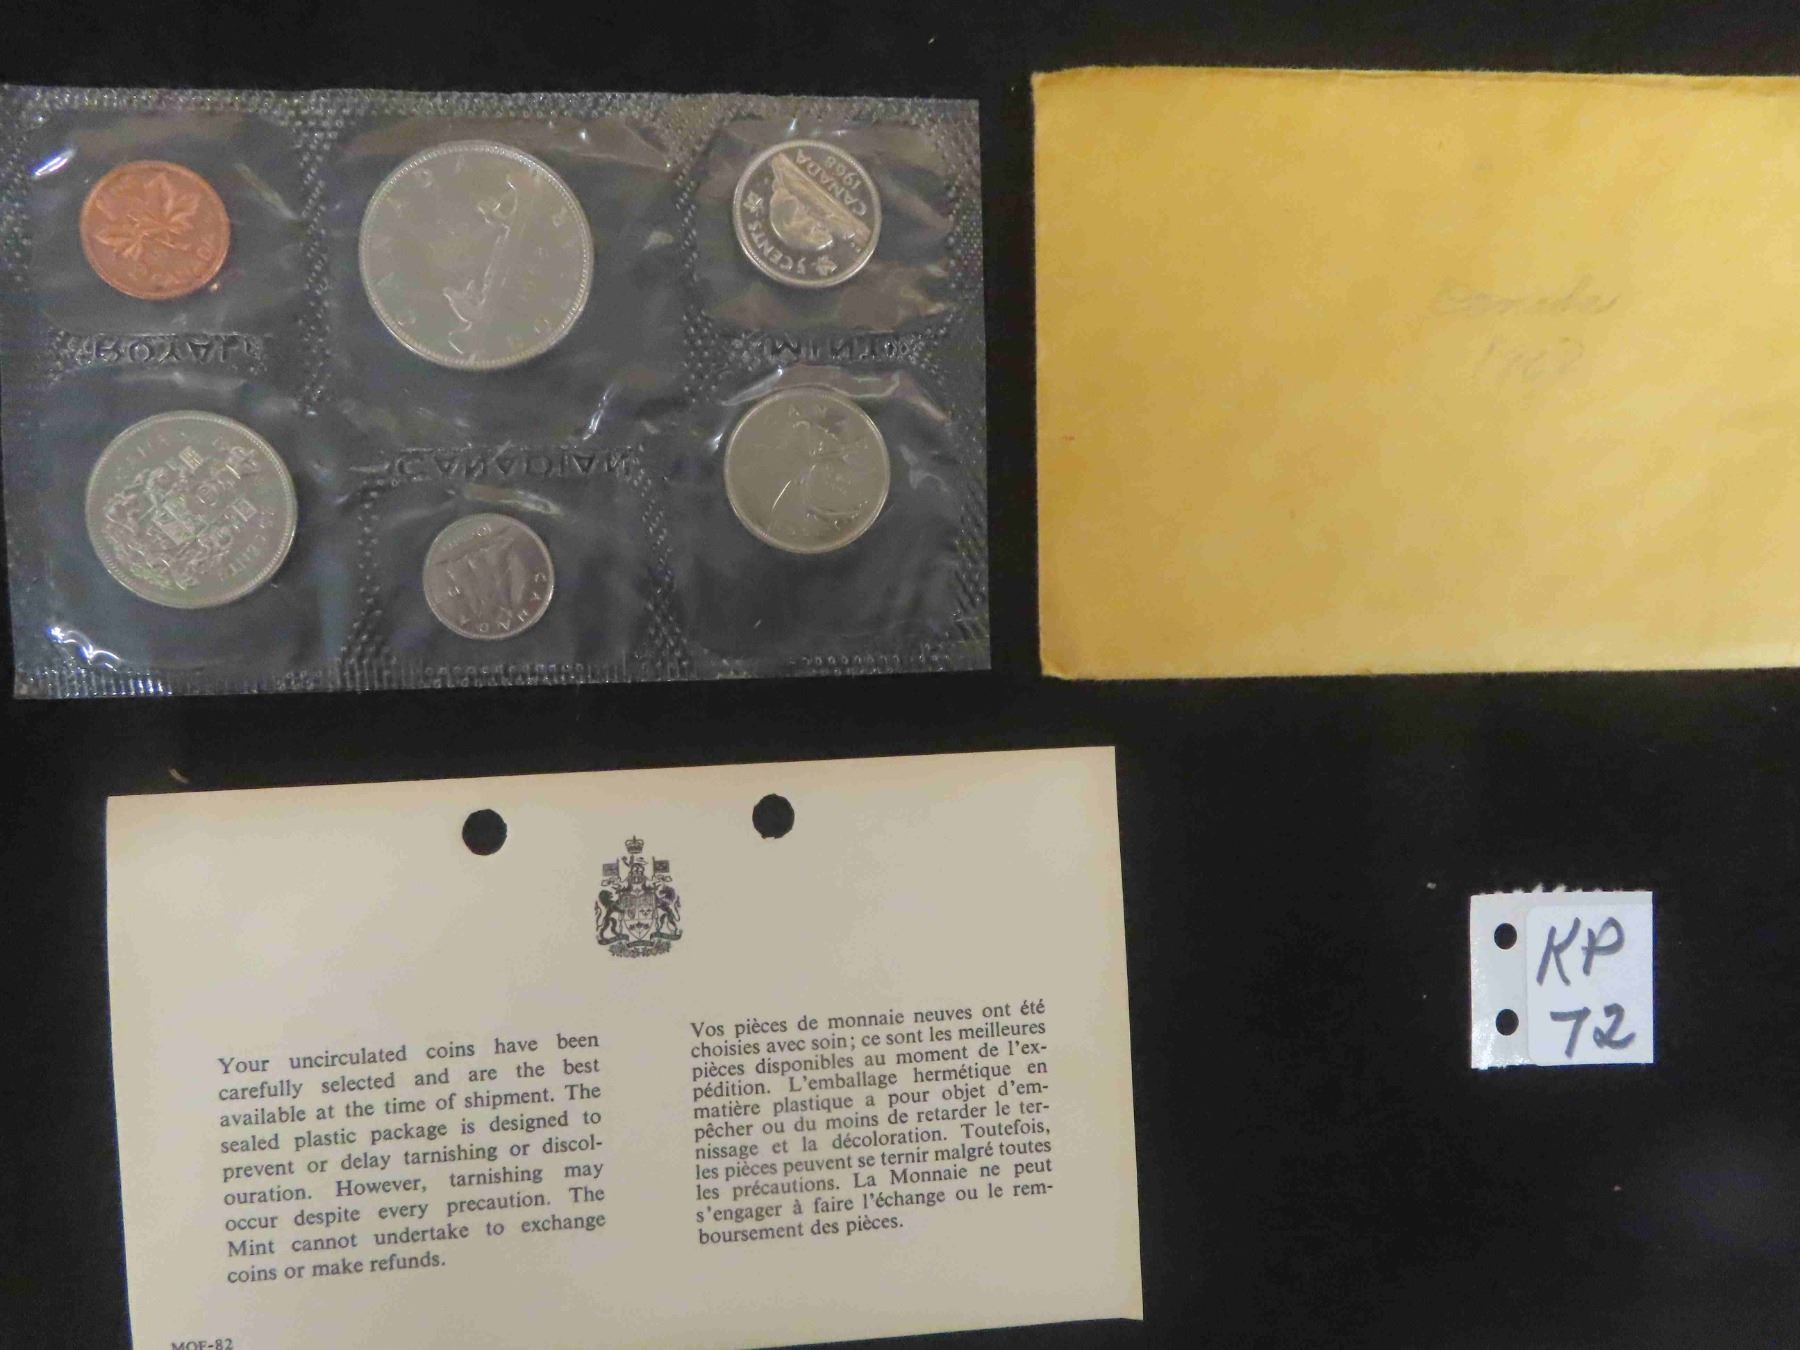 CANADA
1968
5 CENTS
ROYAL
MINT
CANADIAN
CANADA
CANADA
Your uncirculated coins have been
carefully selected and are the best
available at the time of shipment. The
sealed plastic package is designed to
prevent or delay tarnishing or discol-
ouration. However, tarnishing may
occur despite every precaution. The
Mint cannot undertake to exchange
coins or make refunds.
Vos pièces de monnaie neuves ont été
choisies avec soin; ce sont les meilleures
pièces disponibles au moment de l'ex-
pédition. L'emballage hermétique en
matière plastique a pour objet d'em-
pêcher ou du moins de retarder le ter-
nissage et la décoloration. Toutefois,
les pièces peuvent se ternir malgré toutes
les précautions. La Monnaie ne peut
s'engager à faire l'échange ou le rem-
boursement des pièces.
MOF-82
KP
72